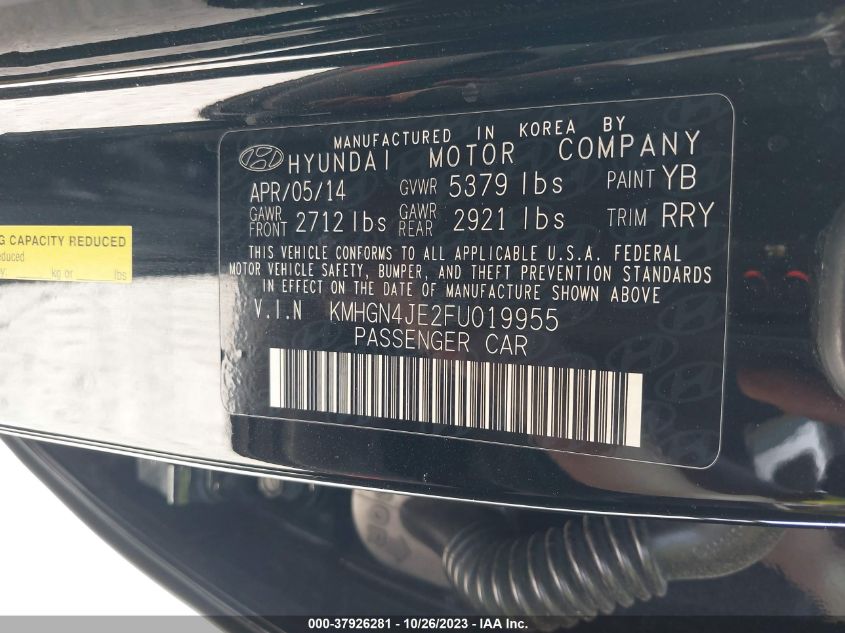 MANUFACTURED IN KOREA BY
HYUNDAI MOTOR COMPANY
APR/05/14 GVWR 5379 lbs PAINT YB
GAWR FRONT 2712 lbs GAWR REAR 2921 lbs TRIM RRY
THIS VEHICLE CONFORMS TO ALL APPLICABLE U.S.A. FEDERAL
MOTOR VEHICLE SAFETY, BUMPER, AND THEFT PREVENTION STANDARDS
IN EFFECT ON THE DATE OF MANUFACTURE SHOWN ABOVE
V.I.N KMHGN4JE2FU019955
PASSENGER CAR
G CAPACITY REDUCED
educed
kg or lbs
000-37926281 - 10/26/2023 - IAA Inc.